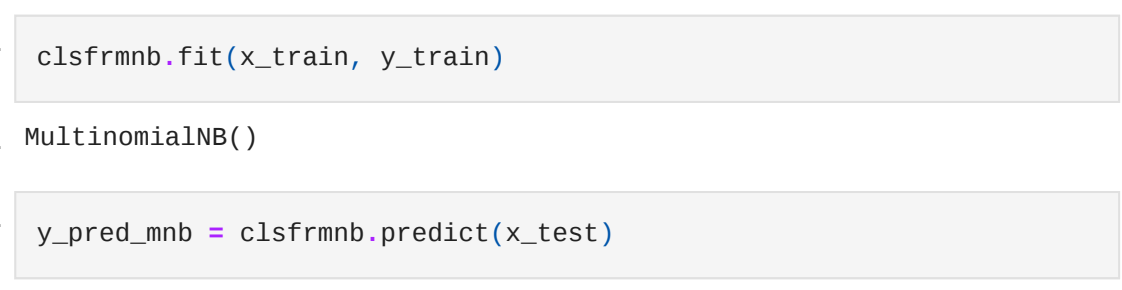 clsfrmnb.fit(x_train, y_train)
MultinomialNB()
y_pred_mnb = clsfrmnb.predict(x_test)